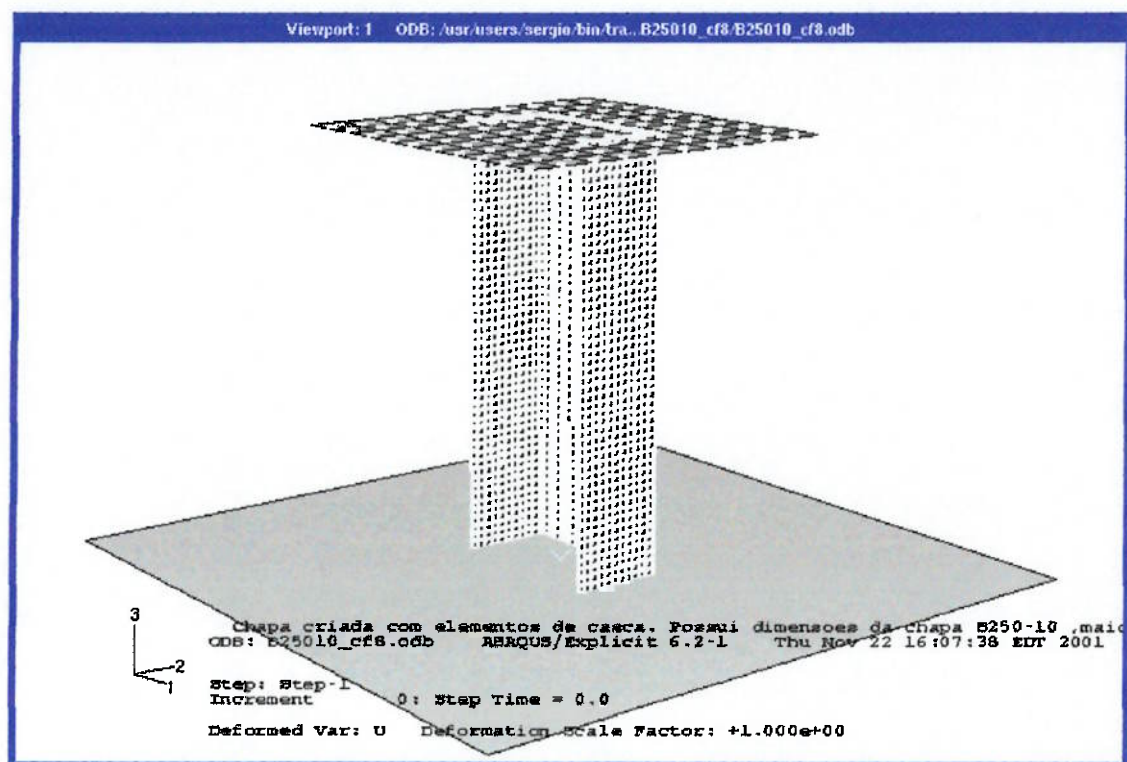 Viewport: 1 ODB: /usr/users/sergio/bin/tra...B25010_cf8/B25010_cf8.odb
3
2
1
Chapa criada com elementos de casca. Possui dimensoes da chapa B250-10 ,maio
ODB: B25010_cf8.odb ABAQUS/Explicit 6.2-1 Thu Nov 22 16:07:38 EDT 2001
Step: Step-1
Increment 0: Step Time = 0.0
Deformed Var: U Deformation Scale Factor: +1.000e+00